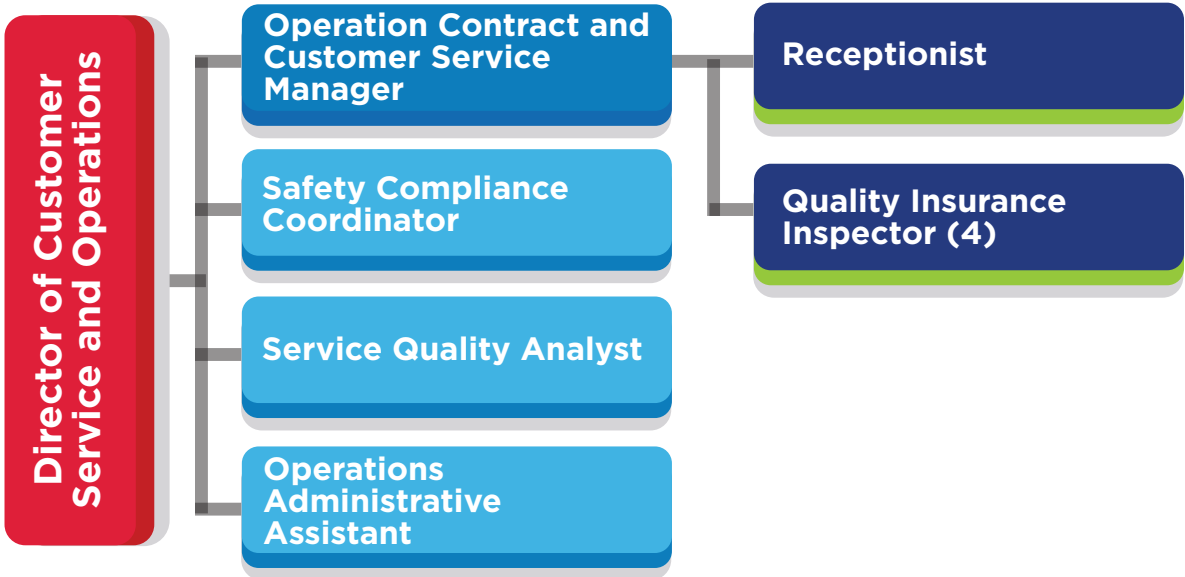 Director of Customer
Service and Operations
Operation Contract and
Customer Service
Manager
Safety Compliance
Coordinator
Service Quality Analyst
Operations
Administrative
Assistant
Receptionist
Quality Insurance
Inspector (4)